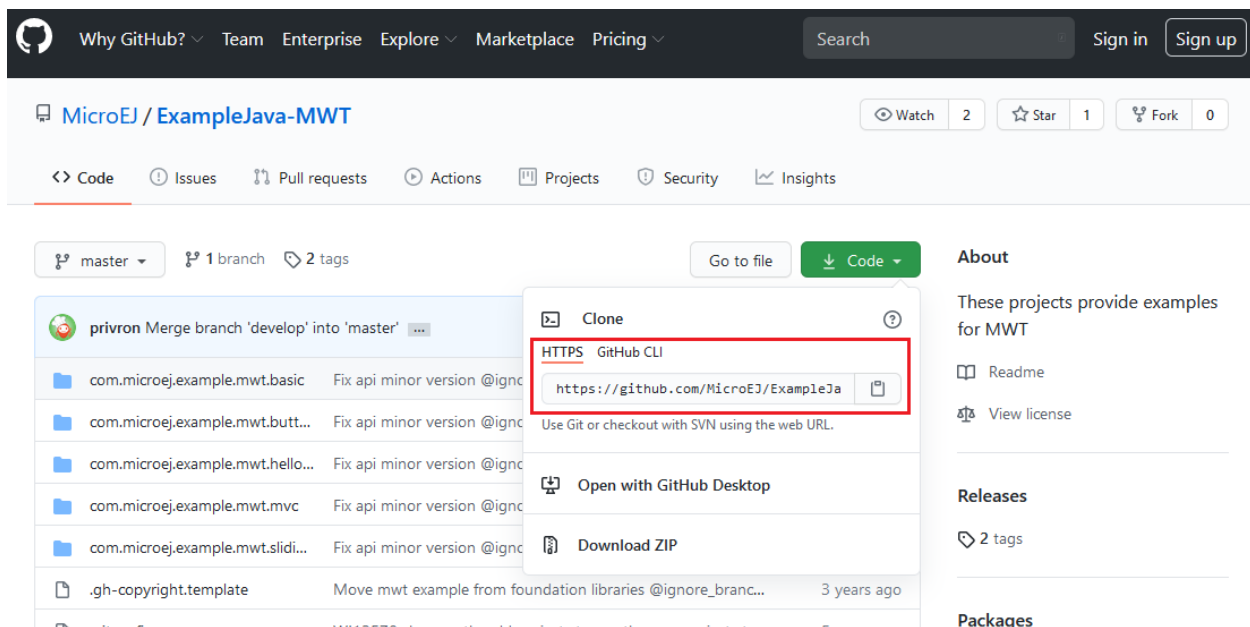 Why GitHub? Team Enterprise Explore Marketplace Pricing Search Sign in Sign up
MicroEJ / ExampleJava-MWT Watch 2 Star 1 Fork 0
Code Issues Pull requests Actions Projects Security Insights
master 1 branch 2 tags Go to file Code
privron Merge branch 'develop' into 'master' ...
com.microej.example.mwt.basic Fix api minor version @ignc
com.microej.example.mwt.butt... Fix api minor version @ignc
com.microej.example.mwt.hello... Fix api minor version @ignc
com.microej.example.mwt.mvc Fix api minor version @ignc
com.microej.example.mwt.slidi... Fix api minor version @ignc
.gh-copyright.template Move mwt example from foundation libraries @ignore_branc... 3 years ago
Clone
HTTPS GitHub CLI
https://github.com/MicroEJ/ExampleJa
Use Git or checkout with SVN using the web URL.
Open with GitHub Desktop
Download ZIP
About
These projects provide examples
for MWT
Readme
View license
Releases
2 tags
Packages